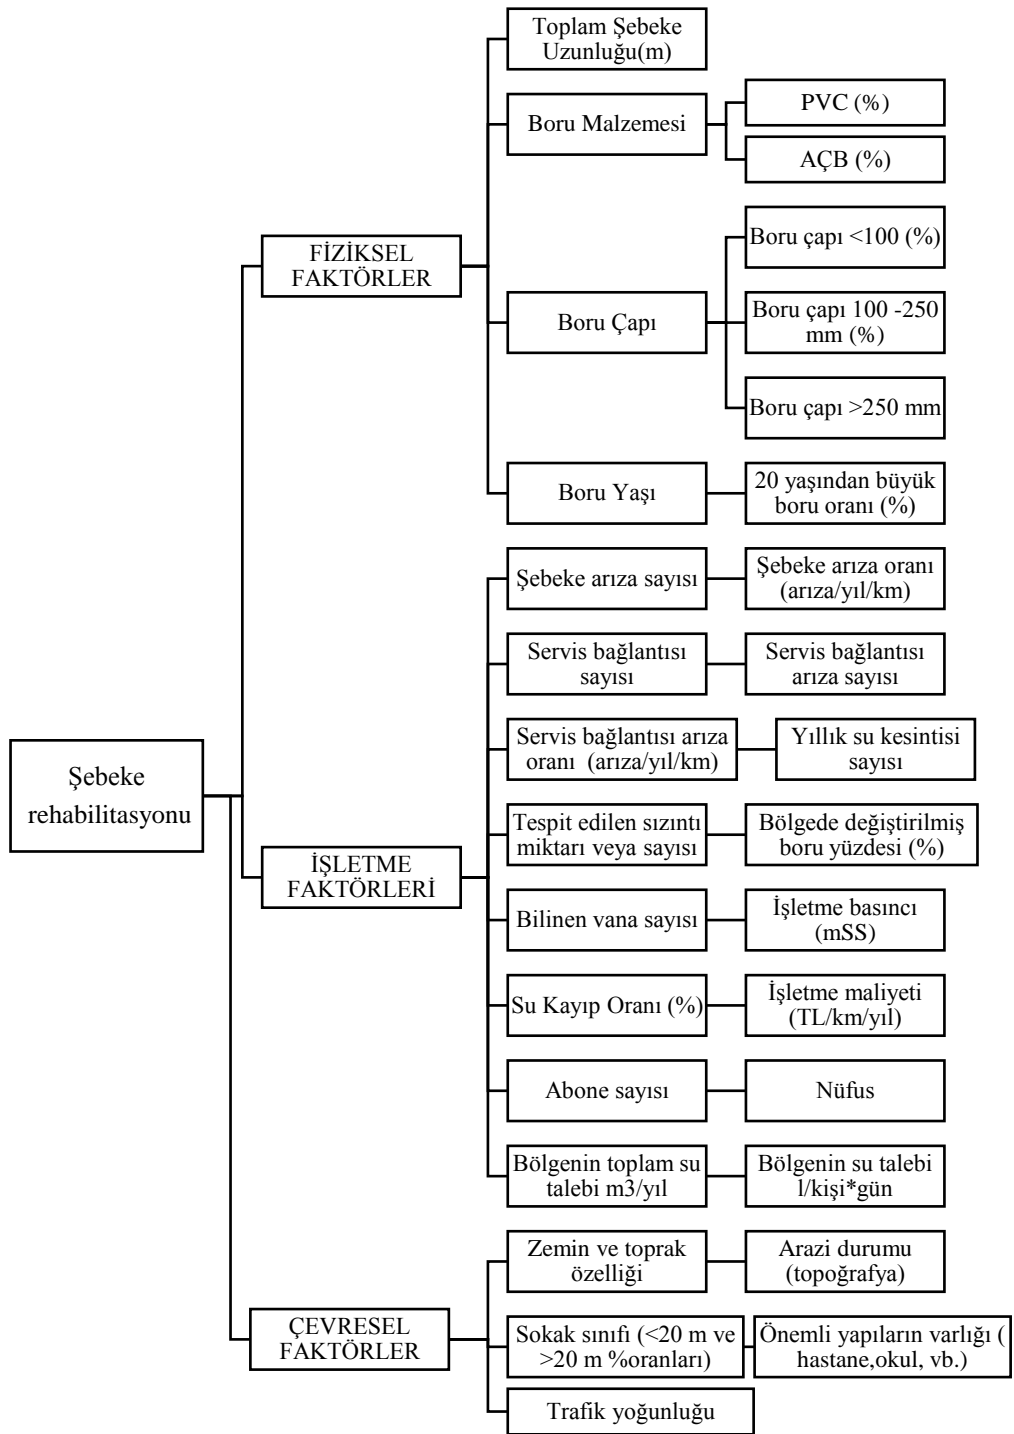 Şebeke
rehabilitasyonu
FİZİKSEL
FAKTÖRLER
Toplam Şebeke
Uzunluğu(m)
Boru Malzemesi
PVC (%)
AÇB (%)
Boru Çapı
Boru çapı <100 (%)
Boru çapı 100 -250
mm (%)
Boru çapı >250 mm
Boru Yaşı
20 yaşından büyük
boru oranı (%)
İŞLETME
FAKTÖRLERİ
Şebeke arıza sayısı
Şebeke arıza oranı
(arıza/yıl/km)
Servis bağlantısı
sayısı
Servis bağlantısı
arıza sayısı
Servis bağlantısı arıza
oranı (arıza/yıl/km)
Yıllık su kesintisi
sayısı
Tespit edilen sızıntı
miktarı veya sayısı
Bölgede değiştirilmiş
boru yüzdesi (%)
Bilinen vana sayısı
İşletme basıncı
(mSS)
Su Kayıp Oranı (%)
İşletme maliyeti
(TL/km/yıl)
Abone sayısı
Nüfus
Bölgenin toplam su
talebi m3/yıl
Bölgenin su talebi
l/kişi*gün
ÇEVRESEL
FAKTÖRLER
Zemin ve toprak
özelliği
Arazi durumu
(topoğrafya)
Sokak sınıfı (<20 m ve
>20 m %oranları)
Önemli yapıların varlığı (
hastane,okul, vb.)
Trafik yoğunluğu